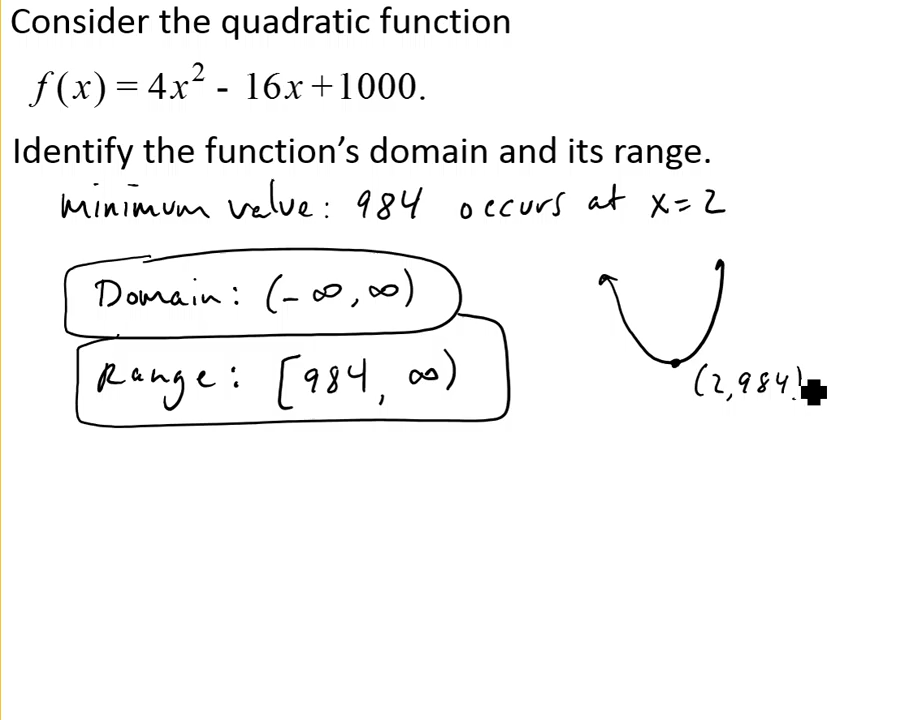 Consider the quadratic function
f(x) = 4x² - 16x+1000.
Identify the function's domain and its range.
minimum value: 984 occurs at x=2
Domain: (-∞,∞)
Range: [984, ∞)
(2,984)